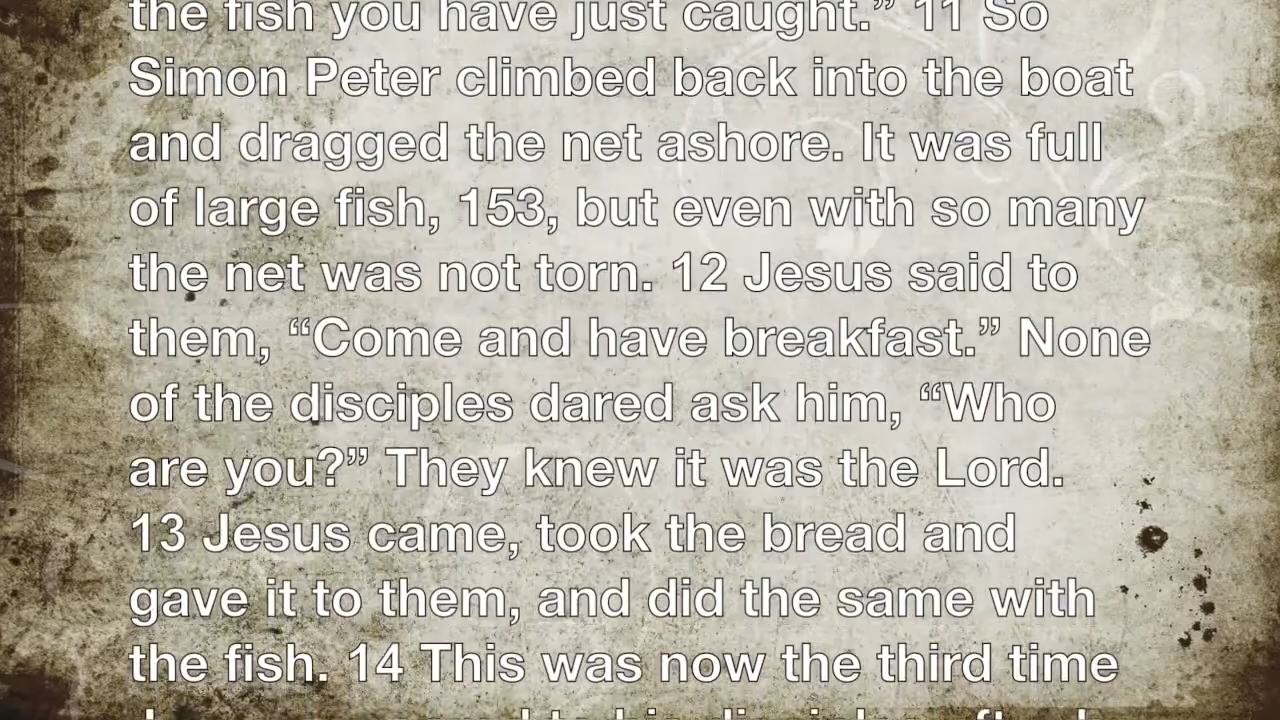 the fish you have just caught.” 11 So
Simon Peter climbed back into the boat
and dragged the net ashore. It was full
of large fish, 153, but even with so many
the net was not torn. 12 Jesus said to
them, “Come and have breakfast.” None
of the disciples dared ask him, “Who
are you?” They knew it was the Lord.
13 Jesus came, took the bread and
gave it to them, and did the same with
the fish. 14 This was now the third time